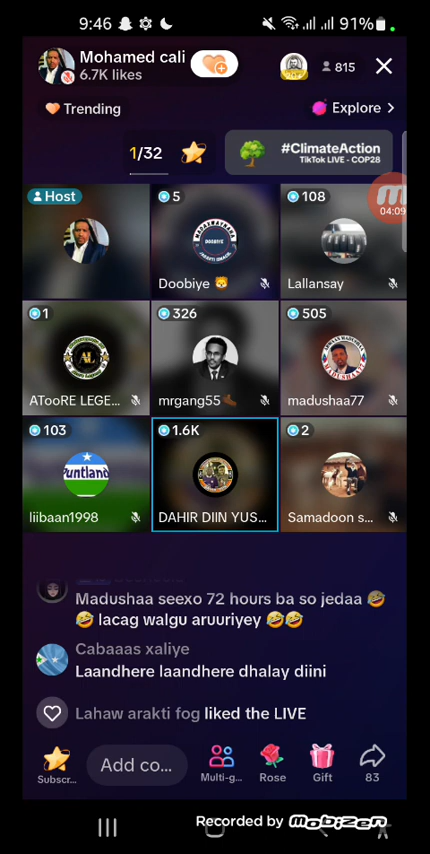 9:46
91%
Mohamed cali
6.7K likes
815
Trending
Explore >
1/32
#ClimateAction
TikTok LIVE - COP28
04:09
Host
5
108
DOOBIYE
Doobiye 🦁
Lallansay
1
326
505
AL
MADUSHAA
ATooRE LEGE...
mrgang55
madushaa77
103
1.6K
2
Puntland
liibaan1998
DAHIR DIIN YUS...
Samadoon s...
Madushaa seexo 72 hours ba so jedaa 🤣
🤣 lacag walgu aruuriyey 🤣🤣
Cabaaas xaliye
Laandhere laandhere dhalay diini
Lahaw arakti fog liked the LIVE
Subscr...
Add co...
Multi-g...
Rose
Gift
83
Recorded by mobizen